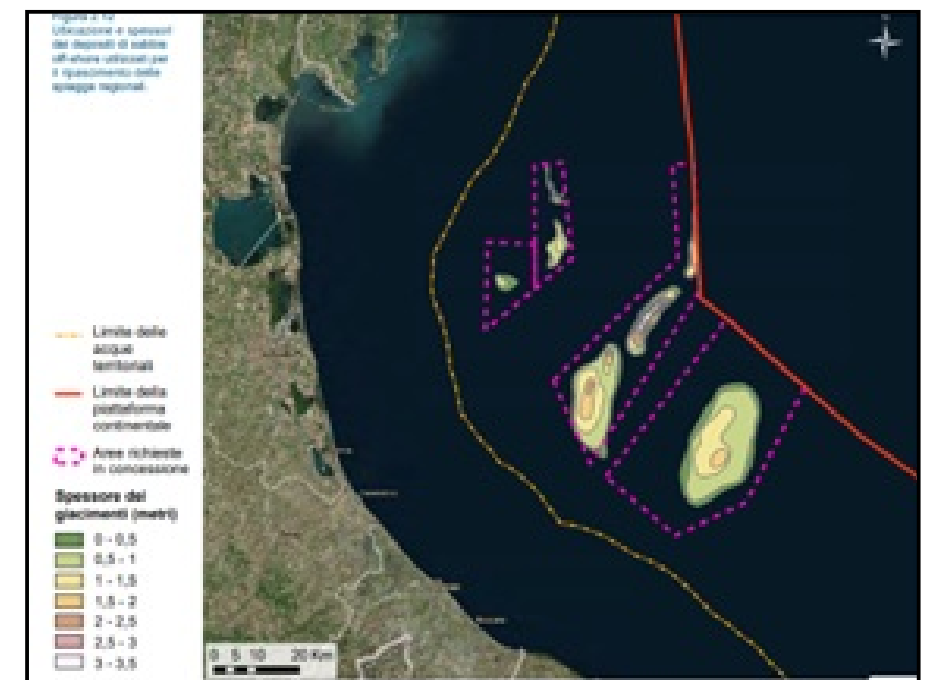 Figura 2.12
Ubicazione e spessori
dei depositi di sabbie
off-shore utilizzati per
il ripascimento delle
spiagge regionali.
Limite delle
acque
territoriali
Limite della
piattaforma
continentale
Aree richieste
in concessione
Spessore dei
giacimenti (metri)
0 - 0,5
0,5 - 1
1 - 1,5
1,5 - 2
2 - 2,5
2,5 - 3
3 - 3,5
0 5 10 20 Km